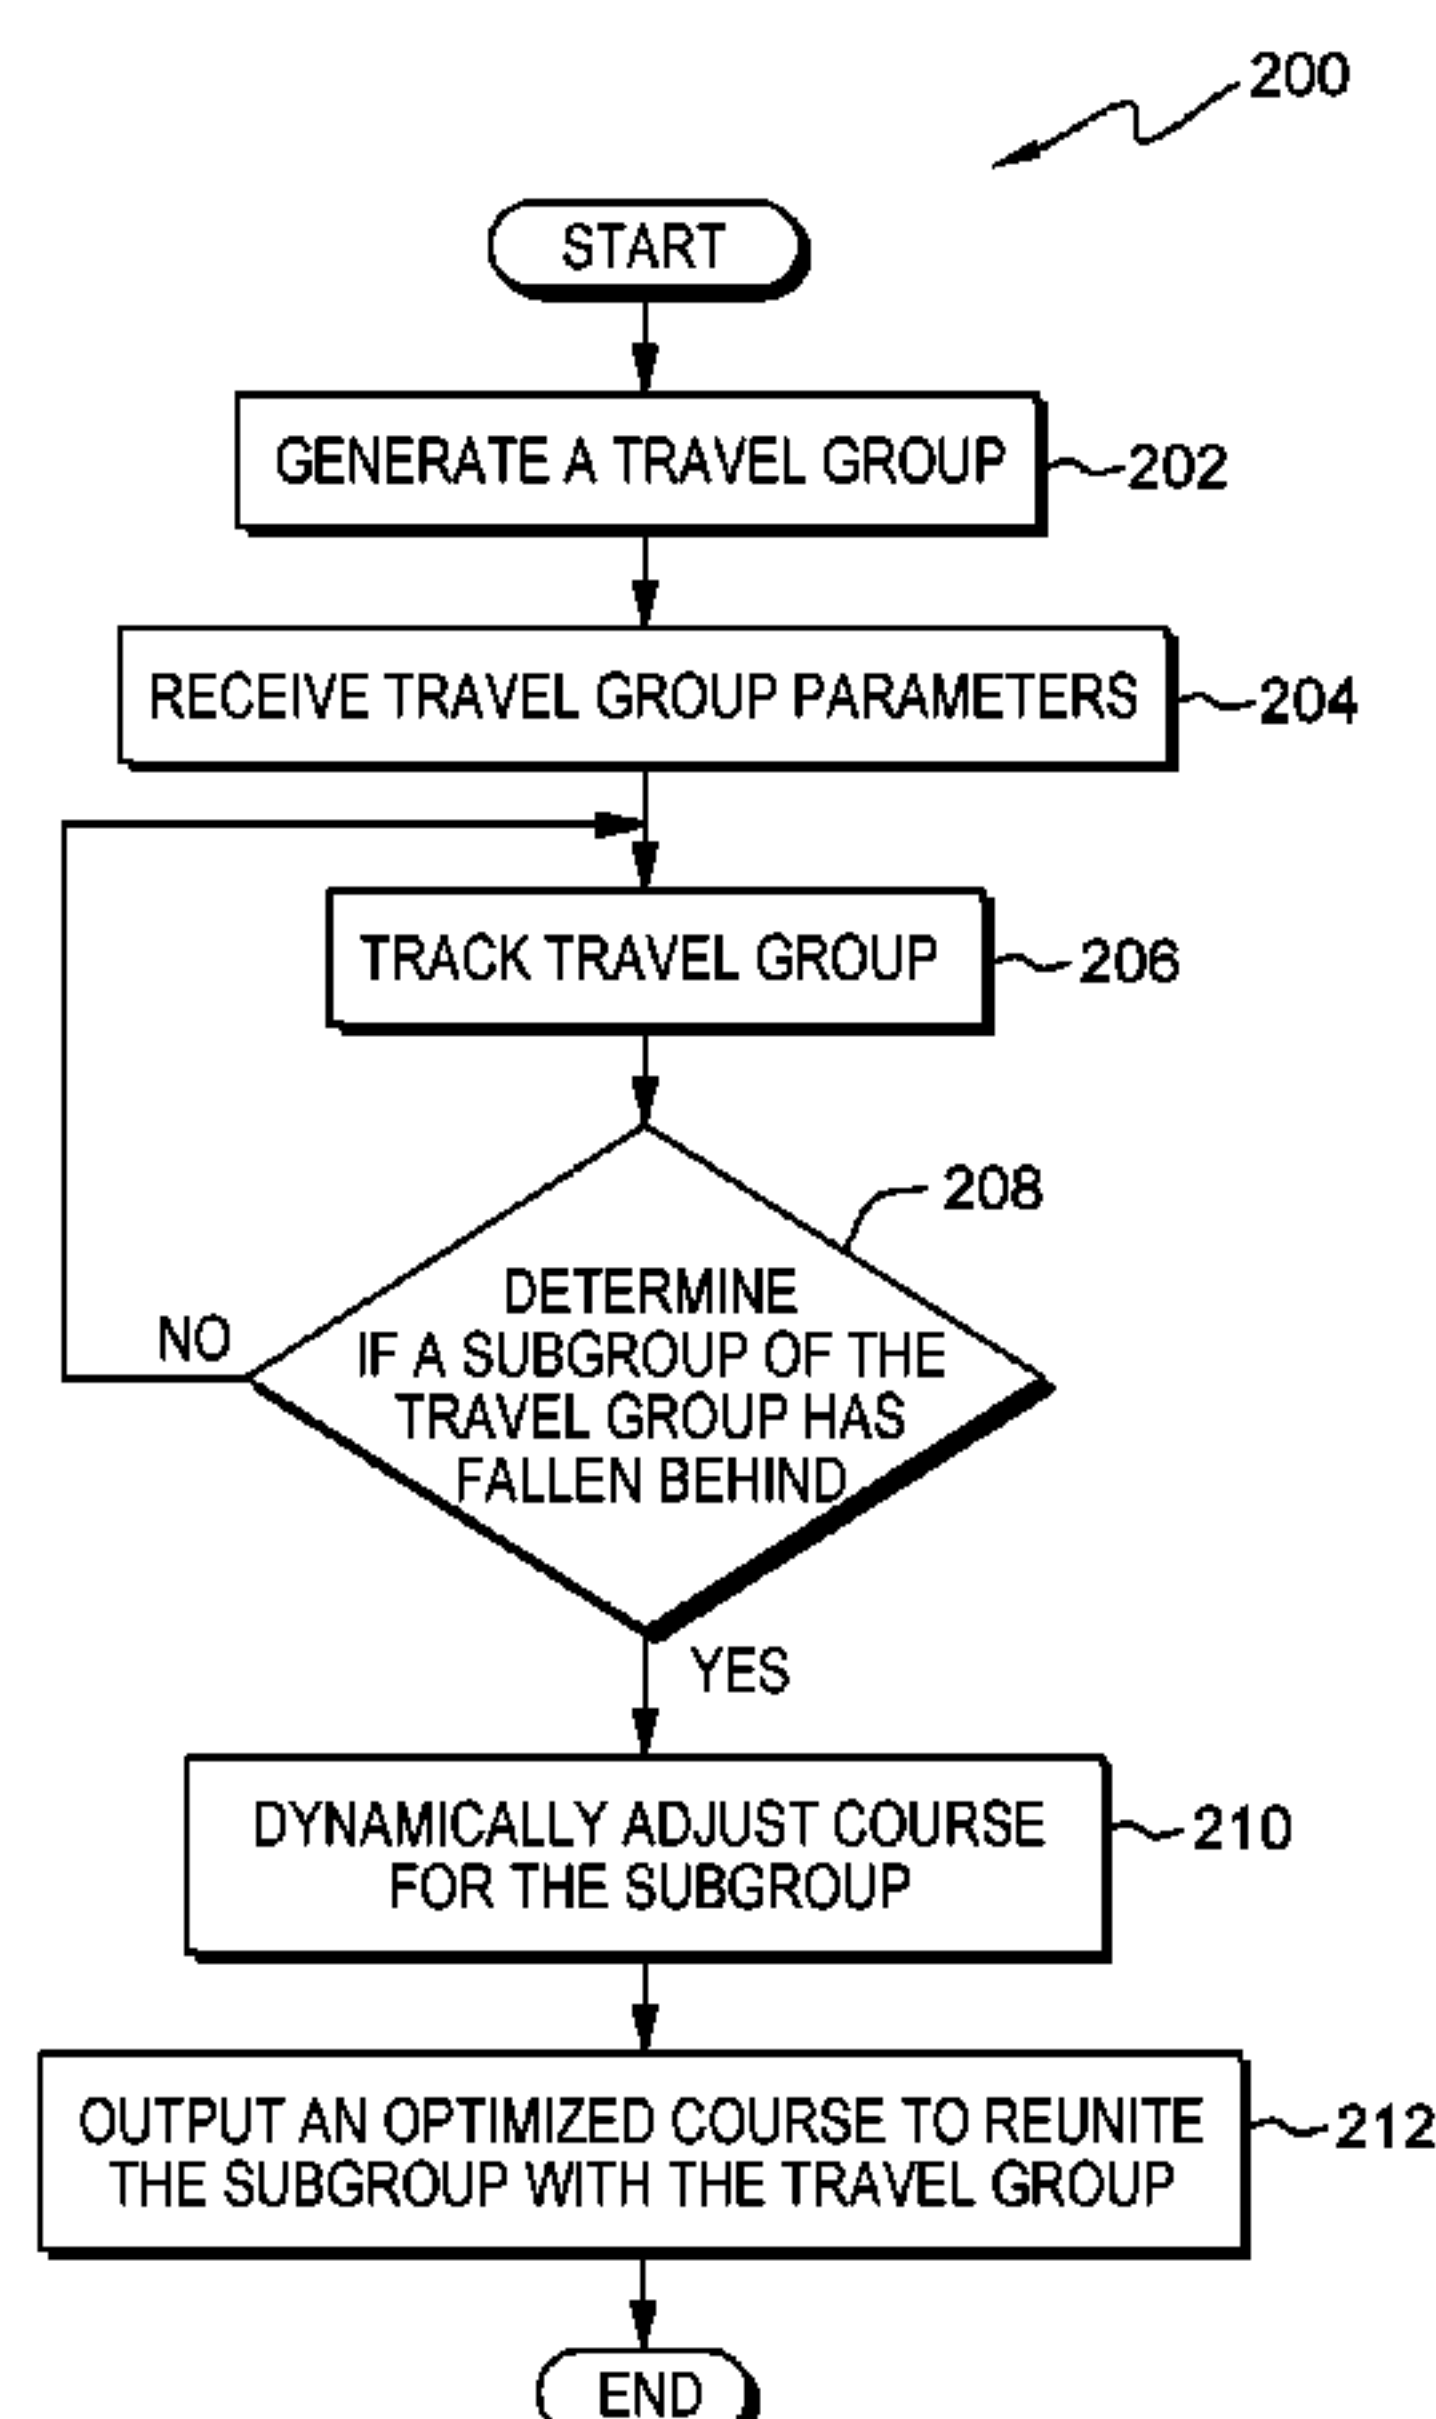 200
START
GENERATE A TRAVEL GROUP
202
RECEIVE TRAVEL GROUP PARAMETERS
204
TRACK TRAVEL GROUP
206
208
DETERMINE
IF A SUBGROUP OF THE
TRAVEL GROUP HAS
FALLEN BEHIND
NO
YES
DYNAMICALLY ADJUST COURSE
FOR THE SUBGROUP
210
OUTPUT AN OPTIMIZED COURSE TO REUNITE
THE SUBGROUP WITH THE TRAVEL GROUP
212
END